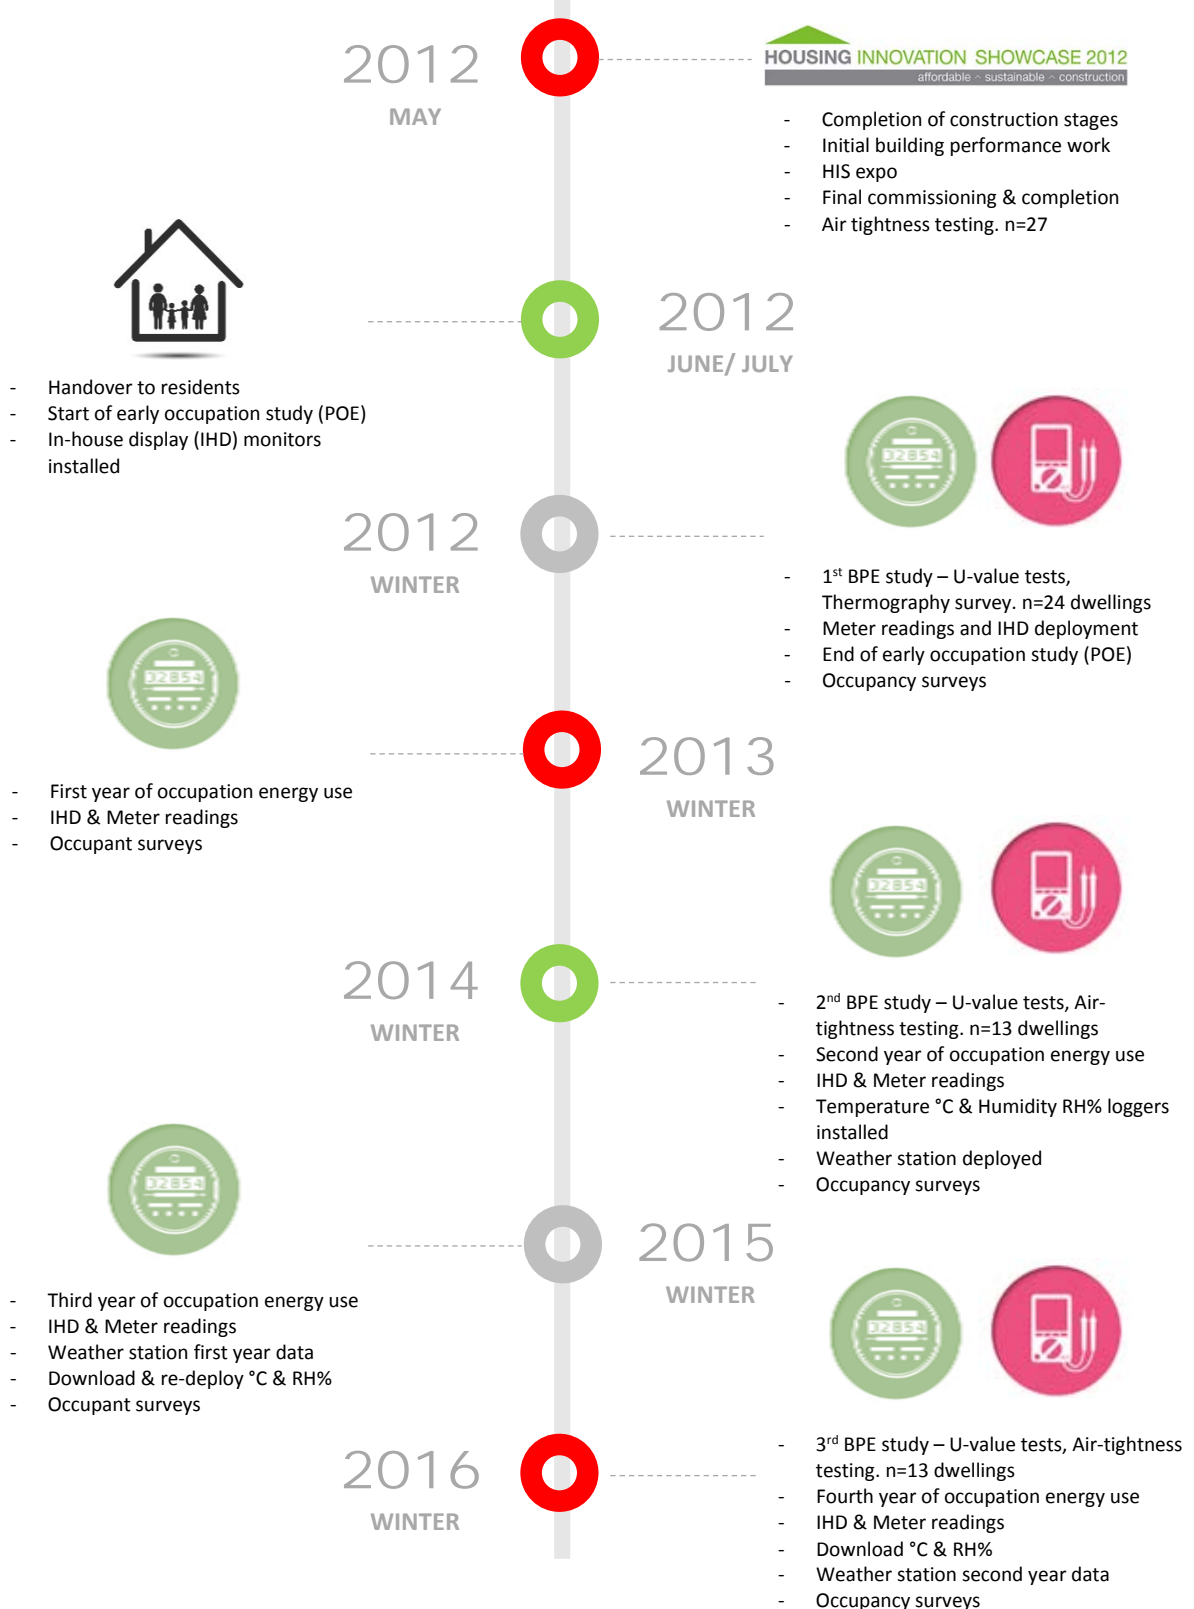 2012
MAY
HOUSING INNOVATION SHOWCASE 2012
affordable ~ sustainable ~ construction
- Completion of construction stages
- Initial building performance work
- HIS expo
- Final commissioning & completion
- Air tightness testing. n=27
2012
JUNE/ JULY
- Handover to residents
- Start of early occupation study (POE)
- In-house display (IHD) monitors
installed
32854
2012
WINTER
- 1st BPE study – U-value tests,
Thermography survey. n=24 dwellings
- Meter readings and IHD deployment
- End of early occupation study (POE)
- Occupancy surveys
32854
2013
WINTER
- First year of occupation energy use
- IHD & Meter readings
- Occupant surveys
32854
2014
WINTER
- 2nd BPE study – U-value tests, Air-
tightness testing. n=13 dwellings
- Second year of occupation energy use
- IHD & Meter readings
- Temperature °C & Humidity RH% loggers
installed
- Weather station deployed
- Occupancy surveys
32854
2015
WINTER
- Third year of occupation energy use
- IHD & Meter readings
- Weather station first year data
- Download & re-deploy °C & RH%
- Occupant surveys
32854
2016
WINTER
- 3rd BPE study – U-value tests, Air-tightness
testing. n=13 dwellings
- Fourth year of occupation energy use
- IHD & Meter readings
- Download °C & RH%
- Weather station second year data
- Occupancy surveys